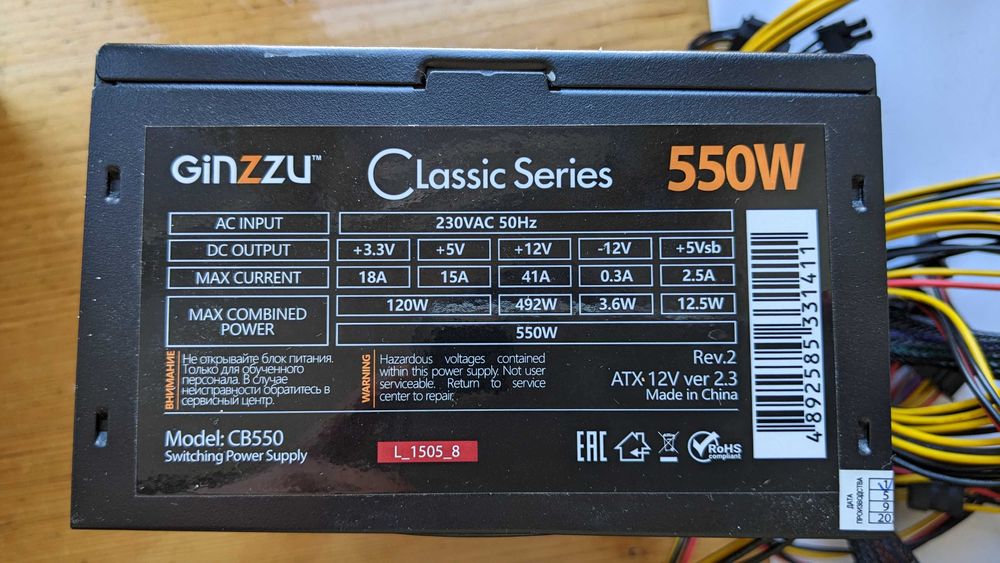 GiNZZU™ Classic Series 550W
AC INPUT 230VAC 50Hz
DC OUTPUT +3.3V +5V +12V -12V +5Vsb
MAX CURRENT 18A 15A 41A 0.3A 2.5A
MAX COMBINED POWER 120W 492W 3.6W 12.5W
550W
ВНИМАНИЕ
Не открывайте блок питания.
Только для обученного
персонала. В случае
неисправности обратитесь в
сервисный центр.
WARNING
Hazardous voltages contained
within this power supply. Not user
serviceable. Return to service
center to repair.
Rev.2
ATX-12V ver 2.3
Made in China
Model: CB550
Switching Power Supply
L_1505_8
EAC
RoHS
compliant
4892585331411
ДАТА
ПРОИЗВОДСТВА
1
5
9
20